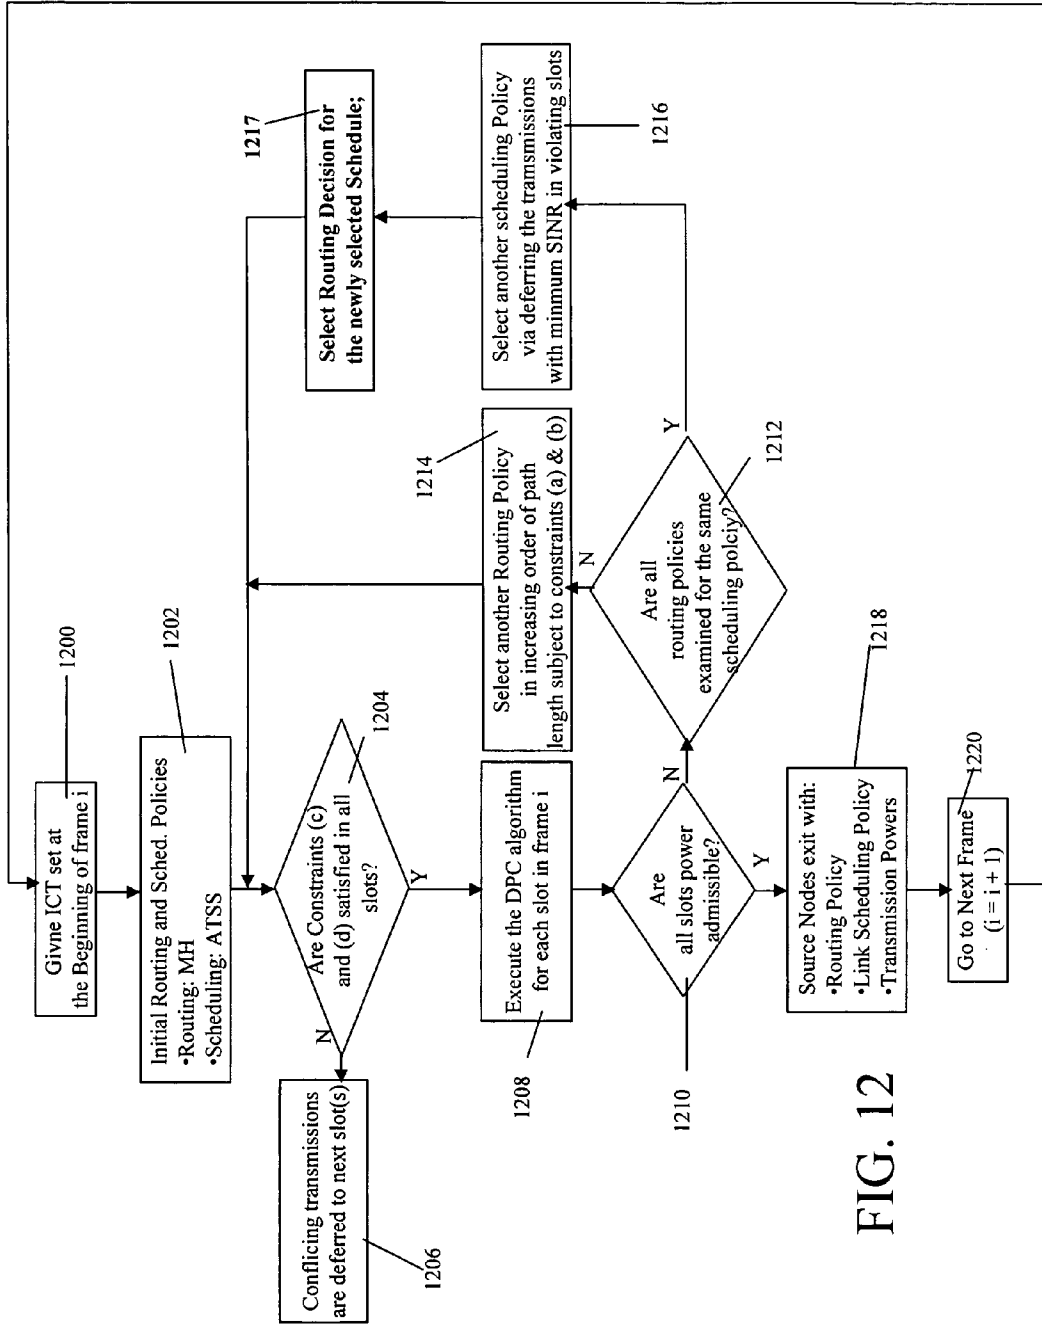 1200
Givne ICT set at
the Beginning of frame i
1202
Initial Routing and Sched. Policies
•Routing: MH
•Scheduling: ATSS
1204
Are Constraints (c)
and (d) satisfied in all
slots?
N
Y
Conflicing transmissions
are deferred to next slot(s)
1206
Execute the DPC algorithm
for each slot in frame i
1208
Are
all slots power
admissible?
N
Y
1210
Are all
routing policies
examined for the same
scheduling polciy?
N
Y
1212
Select another Routing Policy
in increasing order of path
length subject to constraints (a) & (b)
1214
Select another scheduling Policy
via deferring the tramsmissions
with minmum SINR in violating slots
1216
Select Routing Decision for
the newly selected Schedule;
1217
Source Nodes exit with:
•Routing Policy
•Link Scheduling Policy
•Transmission Powers
1218
Go to Next Frame
(i = i + 1)
1220
FIG. 12